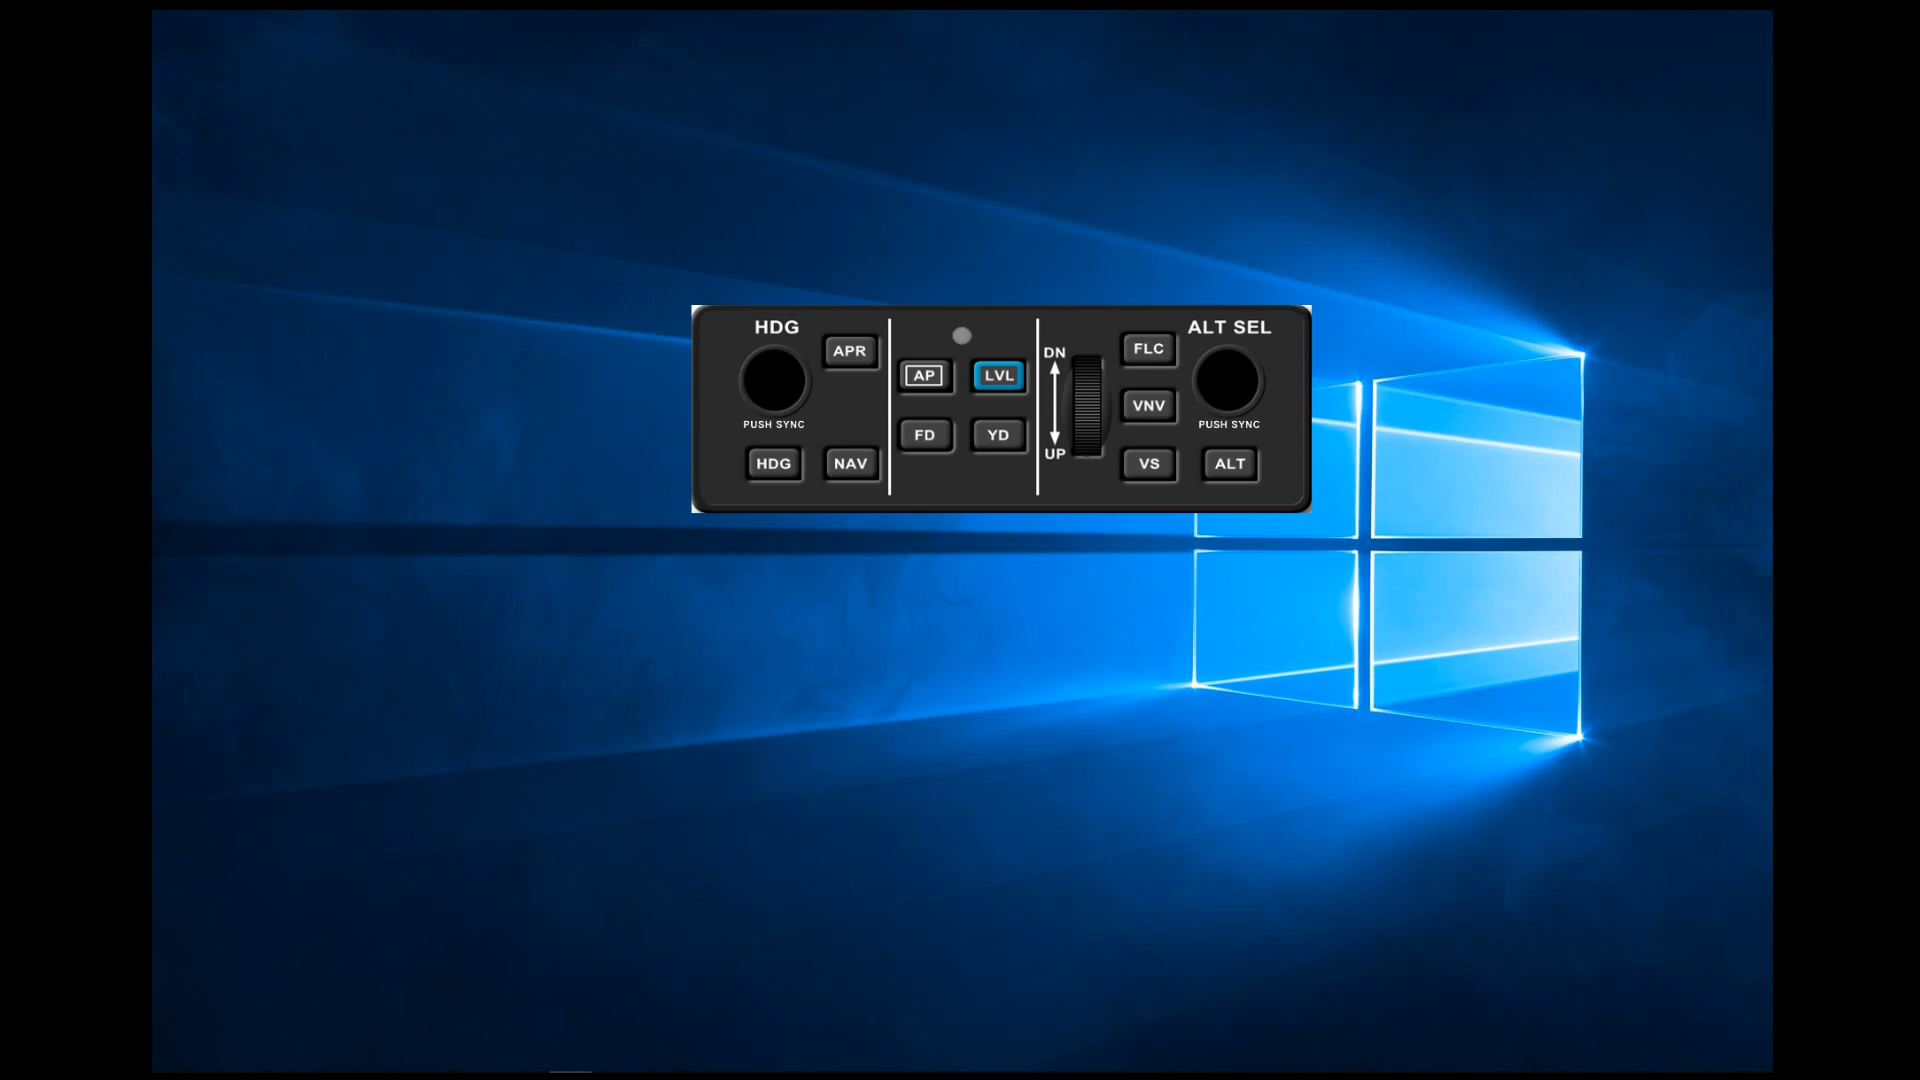 HDG
APR
PUSH SYNC
HDG
NAV
AP
LVL
FD
YD
DN
UP
FLC
VNV
VS
ALT SEL
PUSH SYNC
ALT